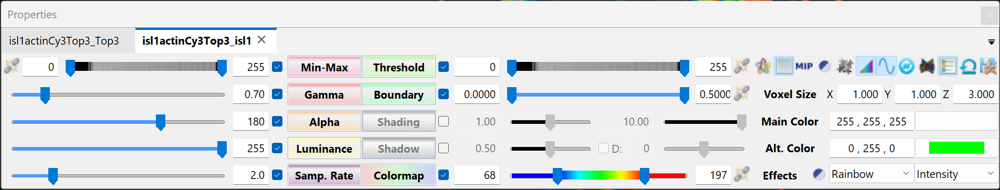 Properties
isl1actinCy3Top3_Top3 isl1actinCy3Top3_isl1
0 255 Min-Max Threshold 0 255 MIP
0.70 Gamma Boundary 0.0000 0.5000 Voxel Size X 1.000 Y 1.000 Z 3.000
180 Alpha Shading 1.00 10.00 Main Color 255 , 255 , 255
255 Luminance Shadow 0.50 D: 0 Alt. Color 0 , 255 , 0
2.0 Samp. Rate Colormap 68 197 Effects Rainbow Intensity